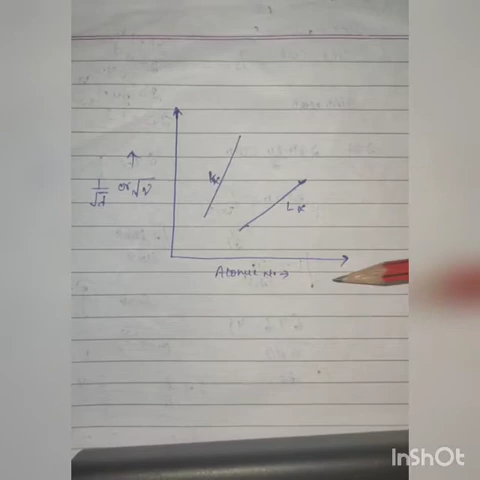 1/√λ or √ν
Kα
Lα
Atomic No →
InShOt